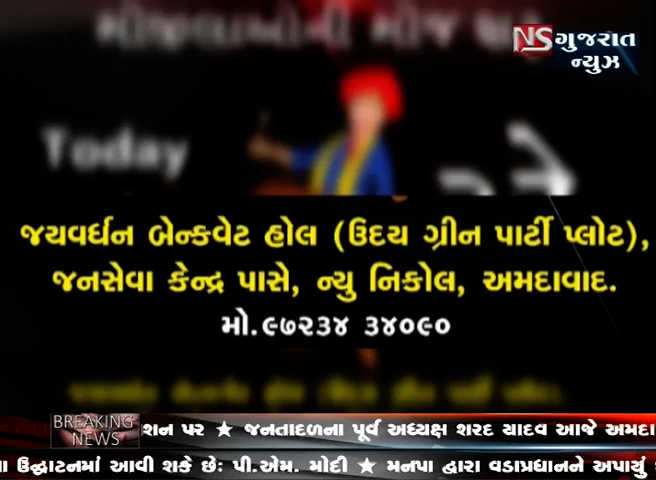 NS ગુજરાત
ન્યુઝ
Today
જયવર્ધન બેન્કવેટ હોલ (ઉદય ગ્રીન પાર્ટી પ્લોટ),
જનસેવા કેન્દ્ર પાસે, ન્યુ નિકોલ, અમદાવાદ.
મો.૯૭૨૩૪ ૩૪૦૯૦
BREAKING
NEWS
શન પર ★ જનતાદળના પૂર્વ અધ્યક્ષ શરદ યાદવ આજે અમદા
ા ઉદ્ઘાટનમાં આવી શકે છેઃ પી.એમ. મોદી ★ મનપા દ્વારા વડાપ્રધાનને અપાયું